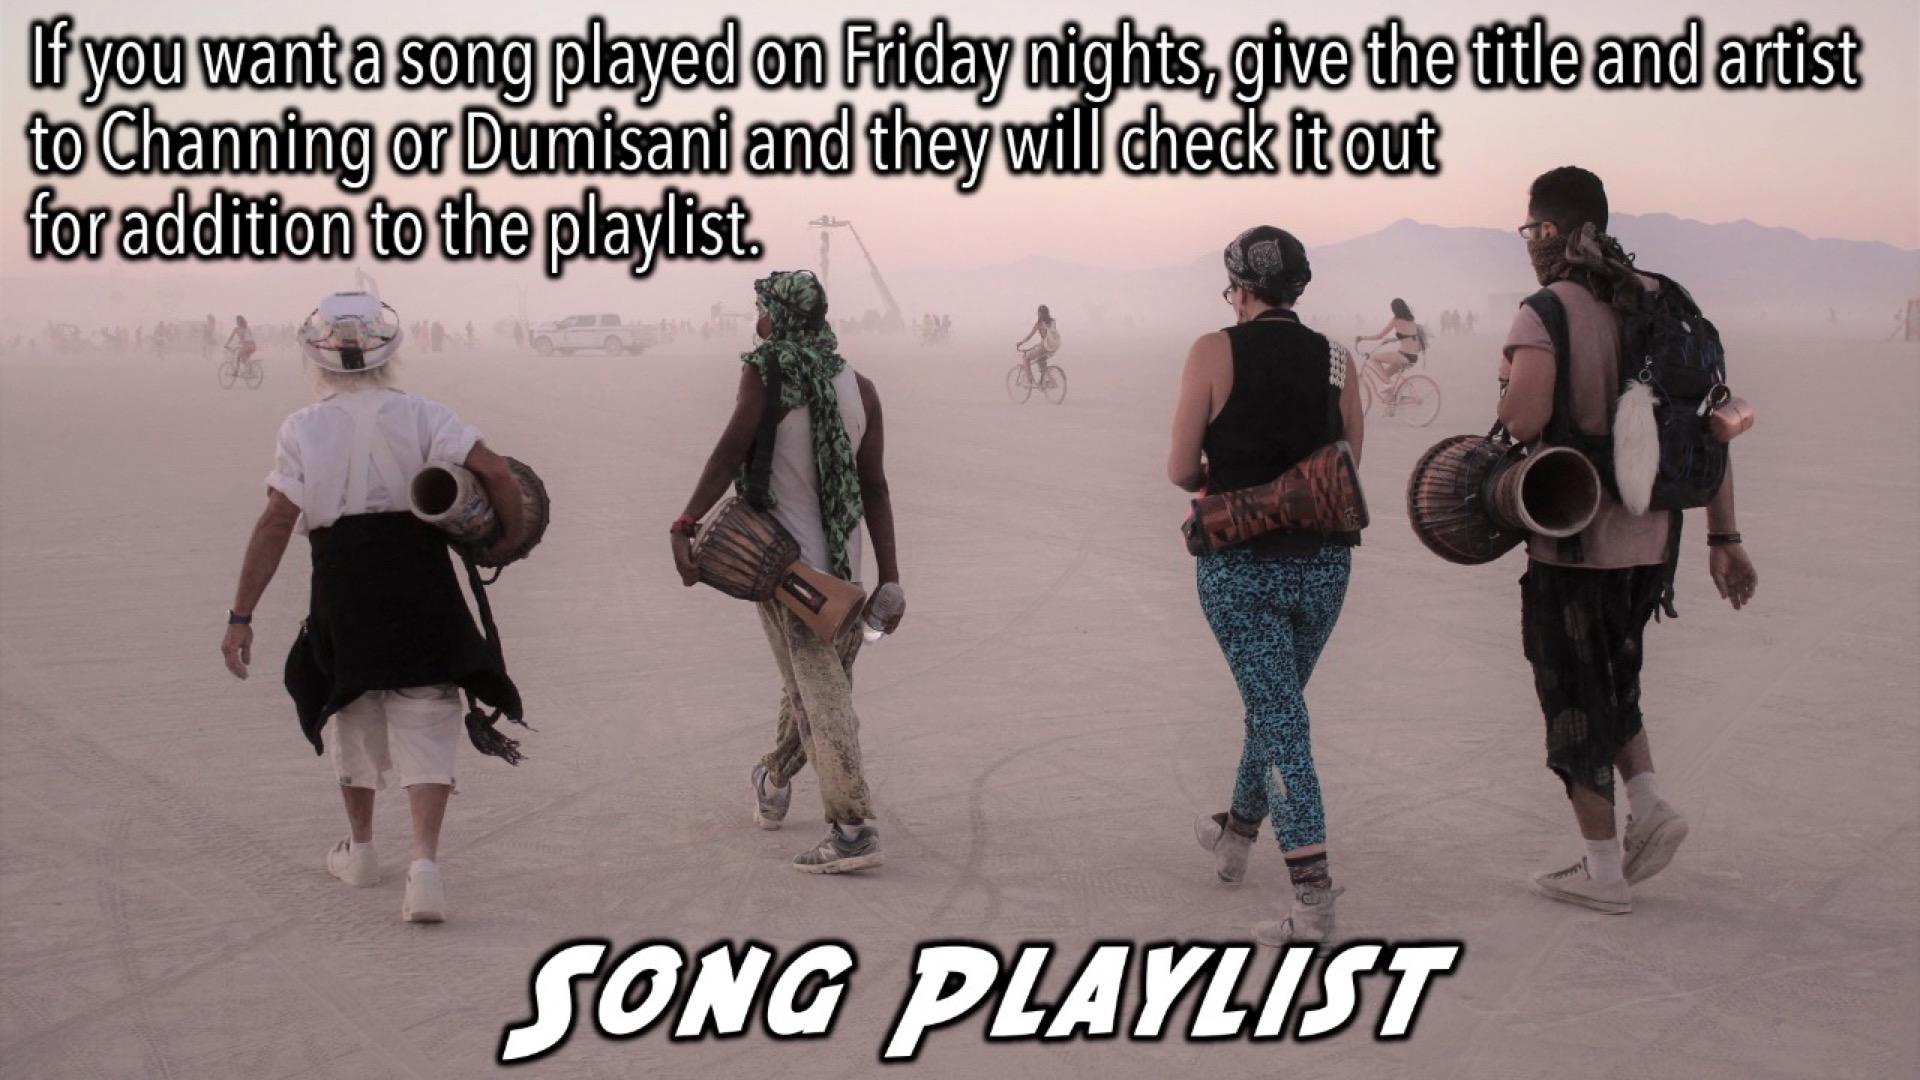 If you want a song played on Friday nights, give the title and artist
to Channing or Dumisani and they will check it out
for addition to the playlist.
Song Playlist